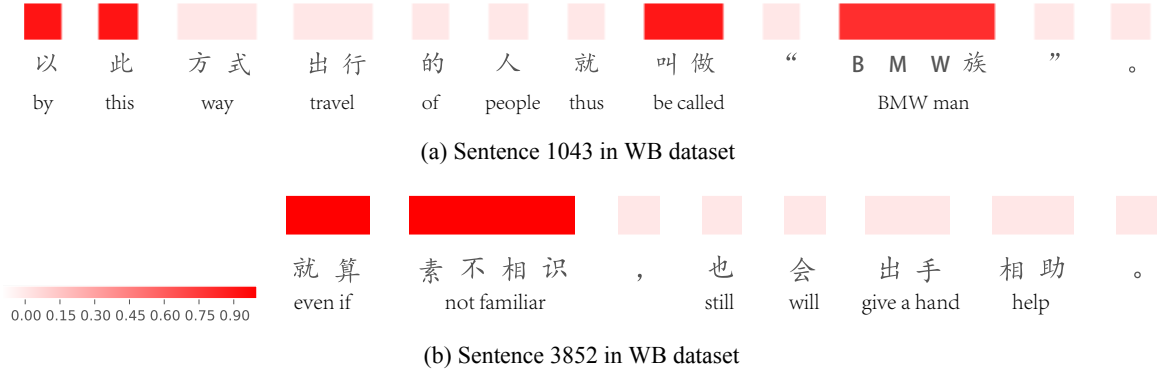 以 此 方式 出行 的 人 就 叫做 “ BMW族 ” 。
by this way travel of people thus be called BMW man
(a) Sentence 1043 in WB dataset
就算 素不相识 ， 也 会 出手 相助 。
even if not familiar still will give a hand help
0.00 0.15 0.30 0.45 0.60 0.75 0.90
(b) Sentence 3852 in WB dataset